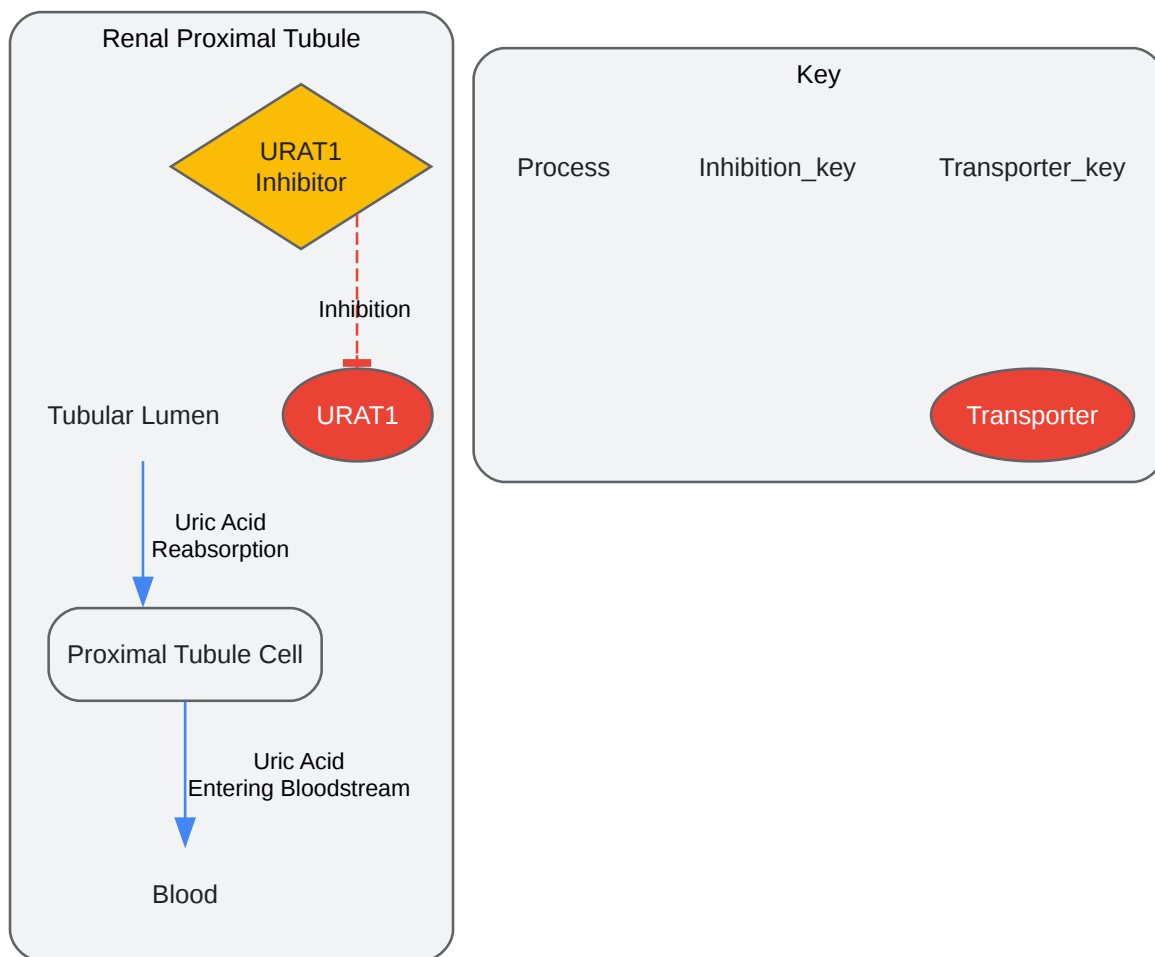 Renal Proximal Tubule
URAT1
Inhibitor
Inhibition
Tubular Lumen
URAT1
Uric Acid
Reabsorption
Proximal Tubule Cell
Uric Acid
Entering Bloodstream
Blood
Key
Process
Inhibition_key
Transporter_key
Transporter